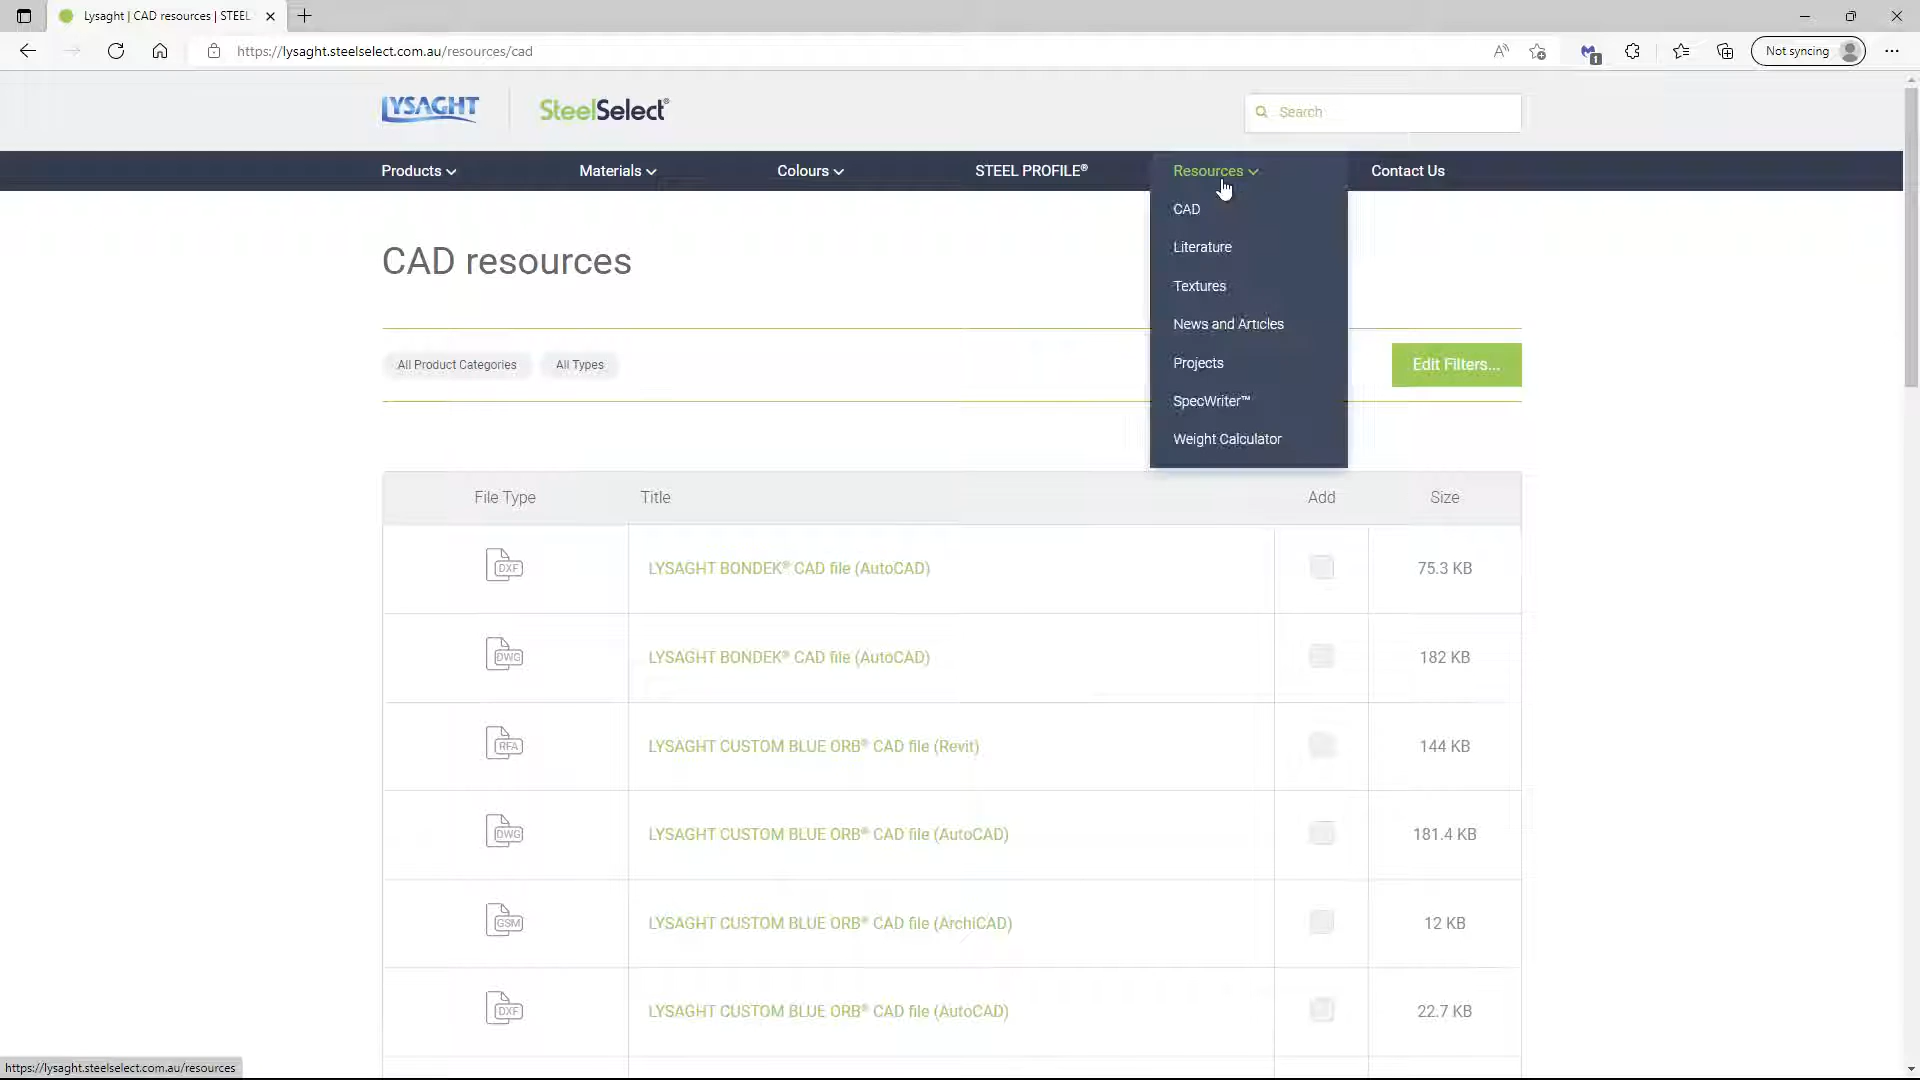 Lysaght | CAD resources | STEEL
https://lysaght.steelselect.com.au/resources/cad
Not syncing
1
LYSAGHT
SteelSelect®
Search
Products
Materials
Colours
STEEL PROFILE®
Resources
Contact Us
CAD
Literature
Textures
News and Articles
Projects
SpecWriter™
Weight Calculator
CAD resources
All Product Categories
All Types
Edit Filters...
File Type Title Add Size
DXF LYSAGHT BONDEK® CAD file (AutoCAD) 75.3 KB
DWG LYSAGHT BONDEK® CAD file (AutoCAD) 182 KB
RFA LYSAGHT CUSTOM BLUE ORB® CAD file (Revit) 144 KB
DWG LYSAGHT CUSTOM BLUE ORB® CAD file (AutoCAD) 181.4 KB
GSM LYSAGHT CUSTOM BLUE ORB® CAD file (ArchiCAD) 12 KB
DXF LYSAGHT CUSTOM BLUE ORB® CAD file (AutoCAD) 22.7 KB
https://lysaght.steelselect.com.au/resources